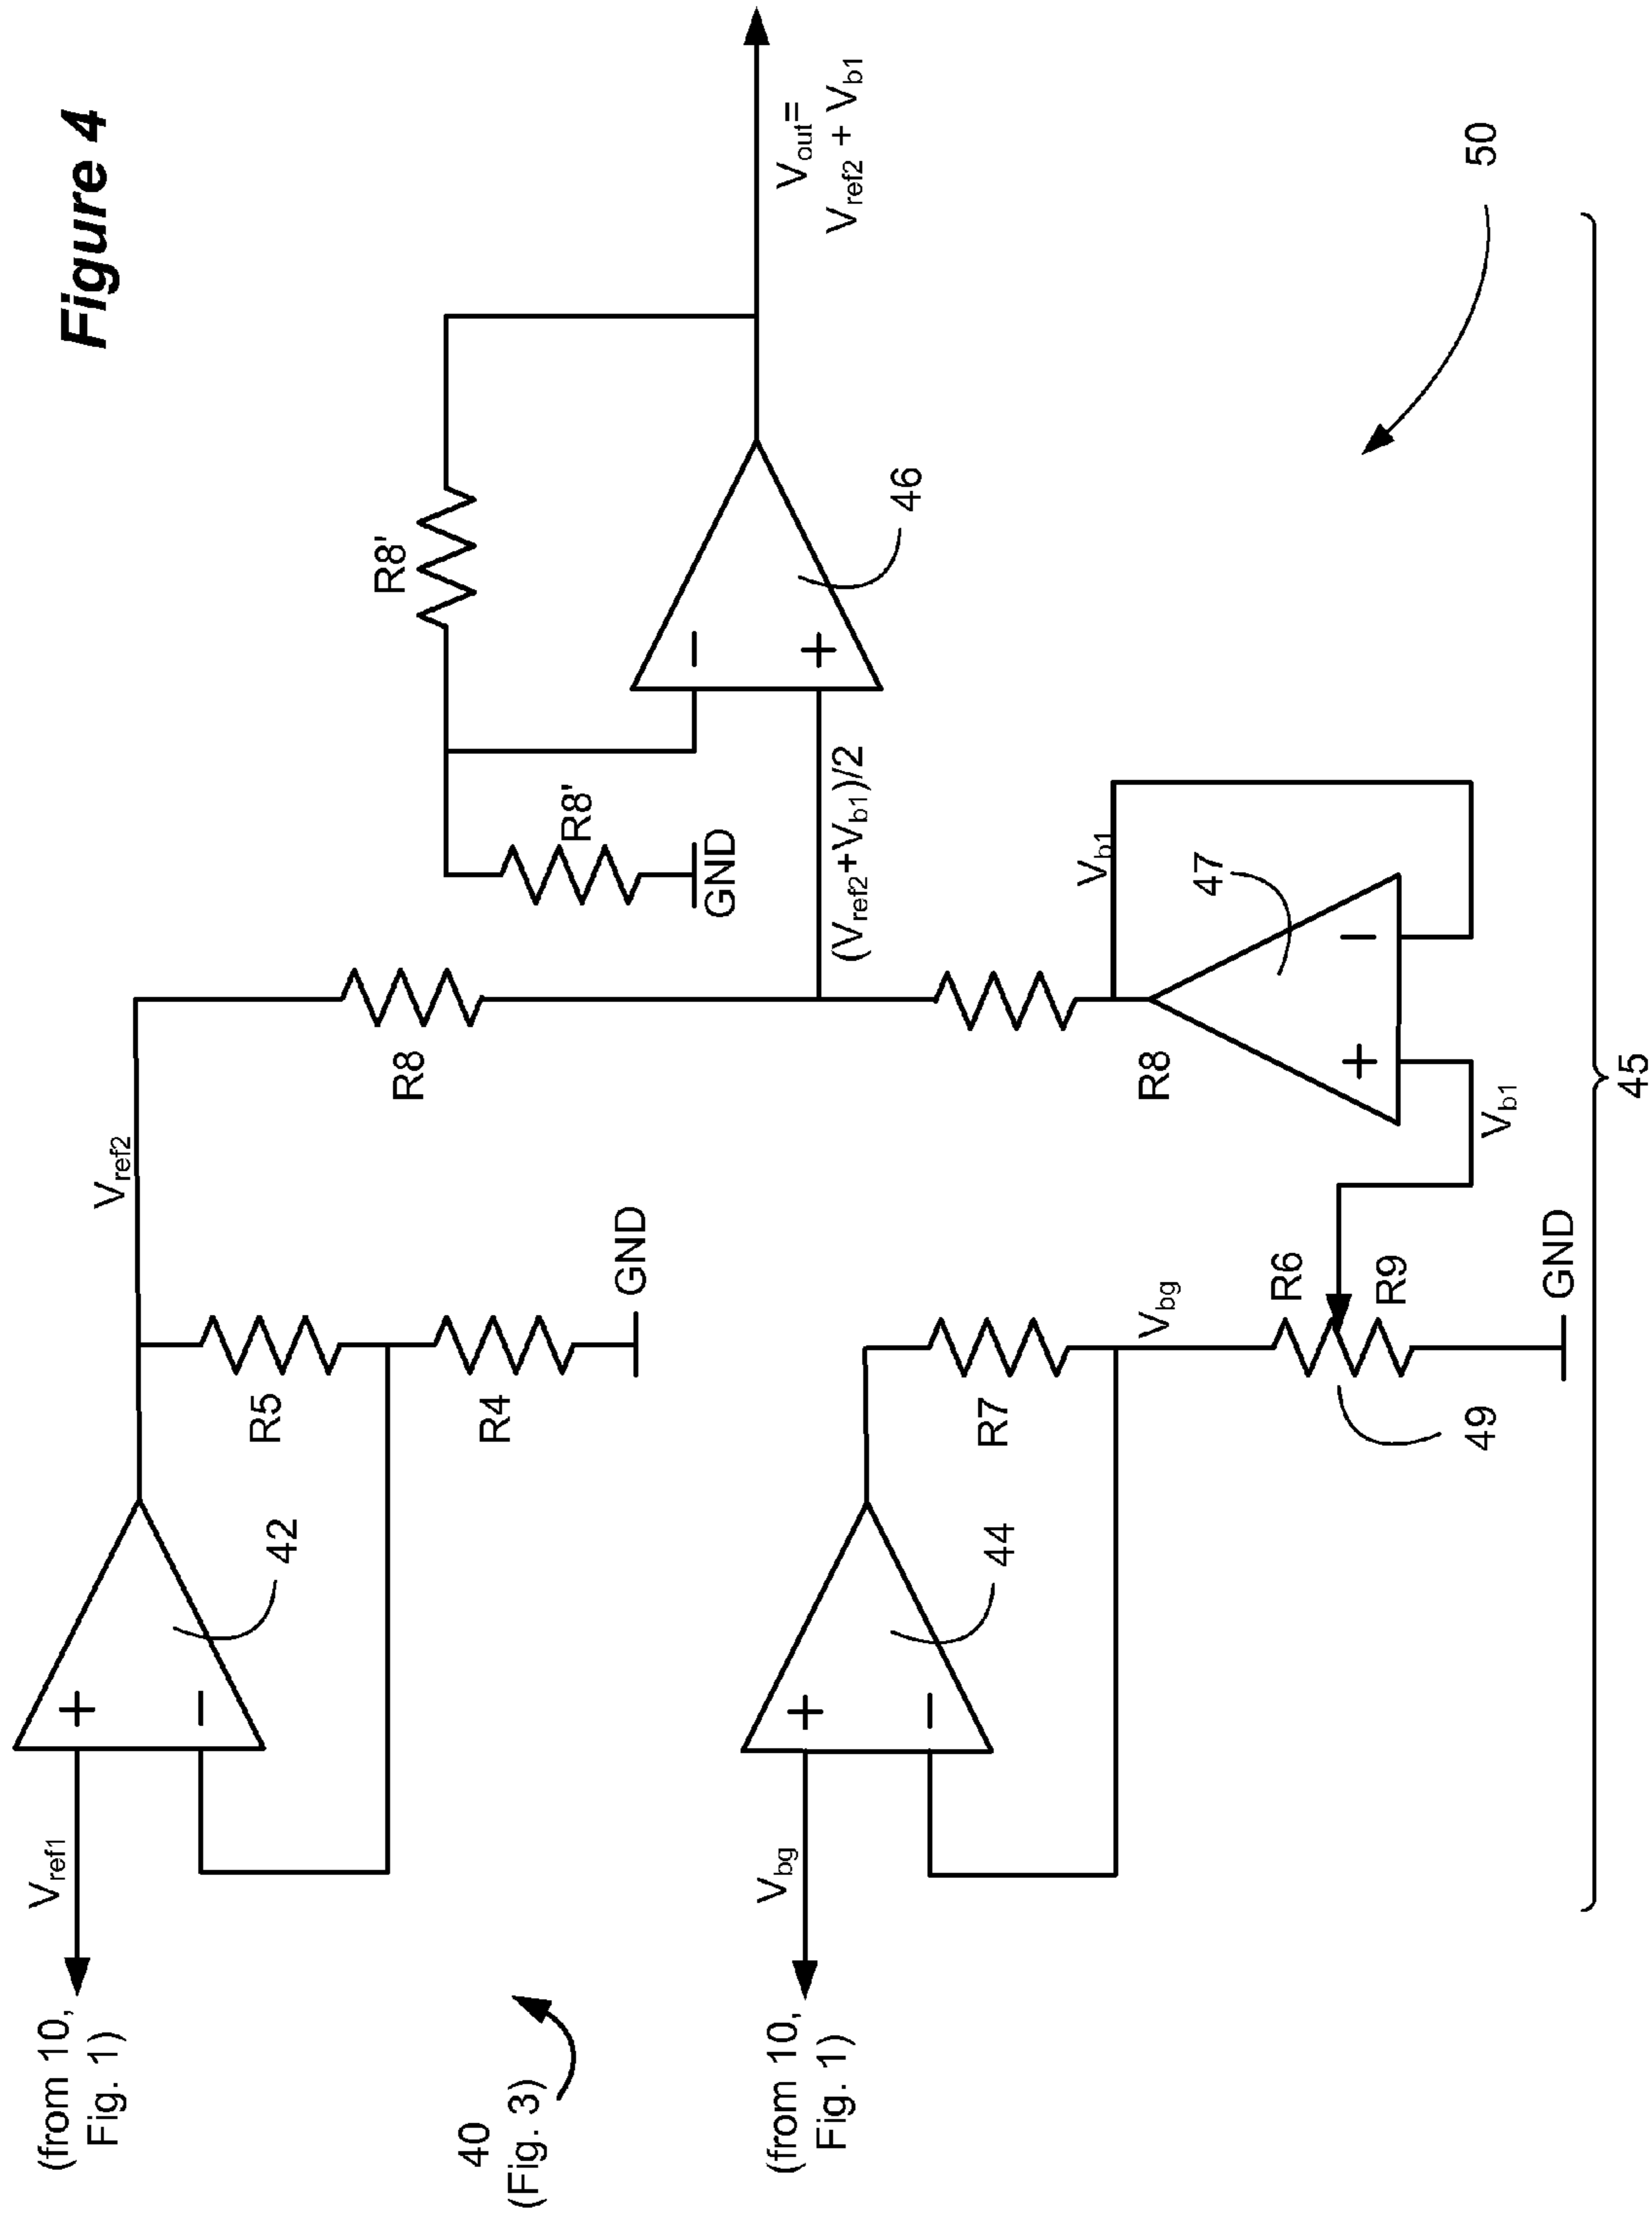 Figure 4
(from 10,
Fig. 1)
Vref1
+
−
42
R5
R4
GND
Vref2
R8
R8'
R8'
GND
−
+
46
Vout=
Vref2 + Vb1
(Vref2+Vb1)/2
40
(Fig. 3)
(from 10,
Fig. 1)
Vbg
+
−
44
R7
Vbg
R6
R9
49
GND
Vb1
R8
+
−
47
Vb1
50
45